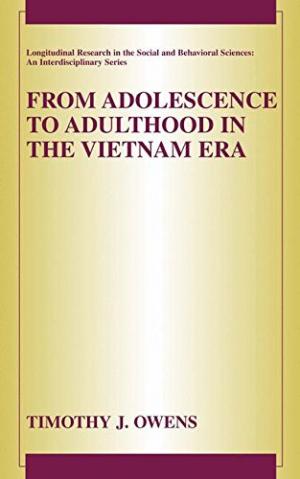 Longitudinal Research in the Social and Behavioral Sciences:
An Interdisciplinary Series
FROM ADOLESCENCE
TO ADULTHOOD IN
THE VIETNAM ERA
TIMOTHY J. OWENS